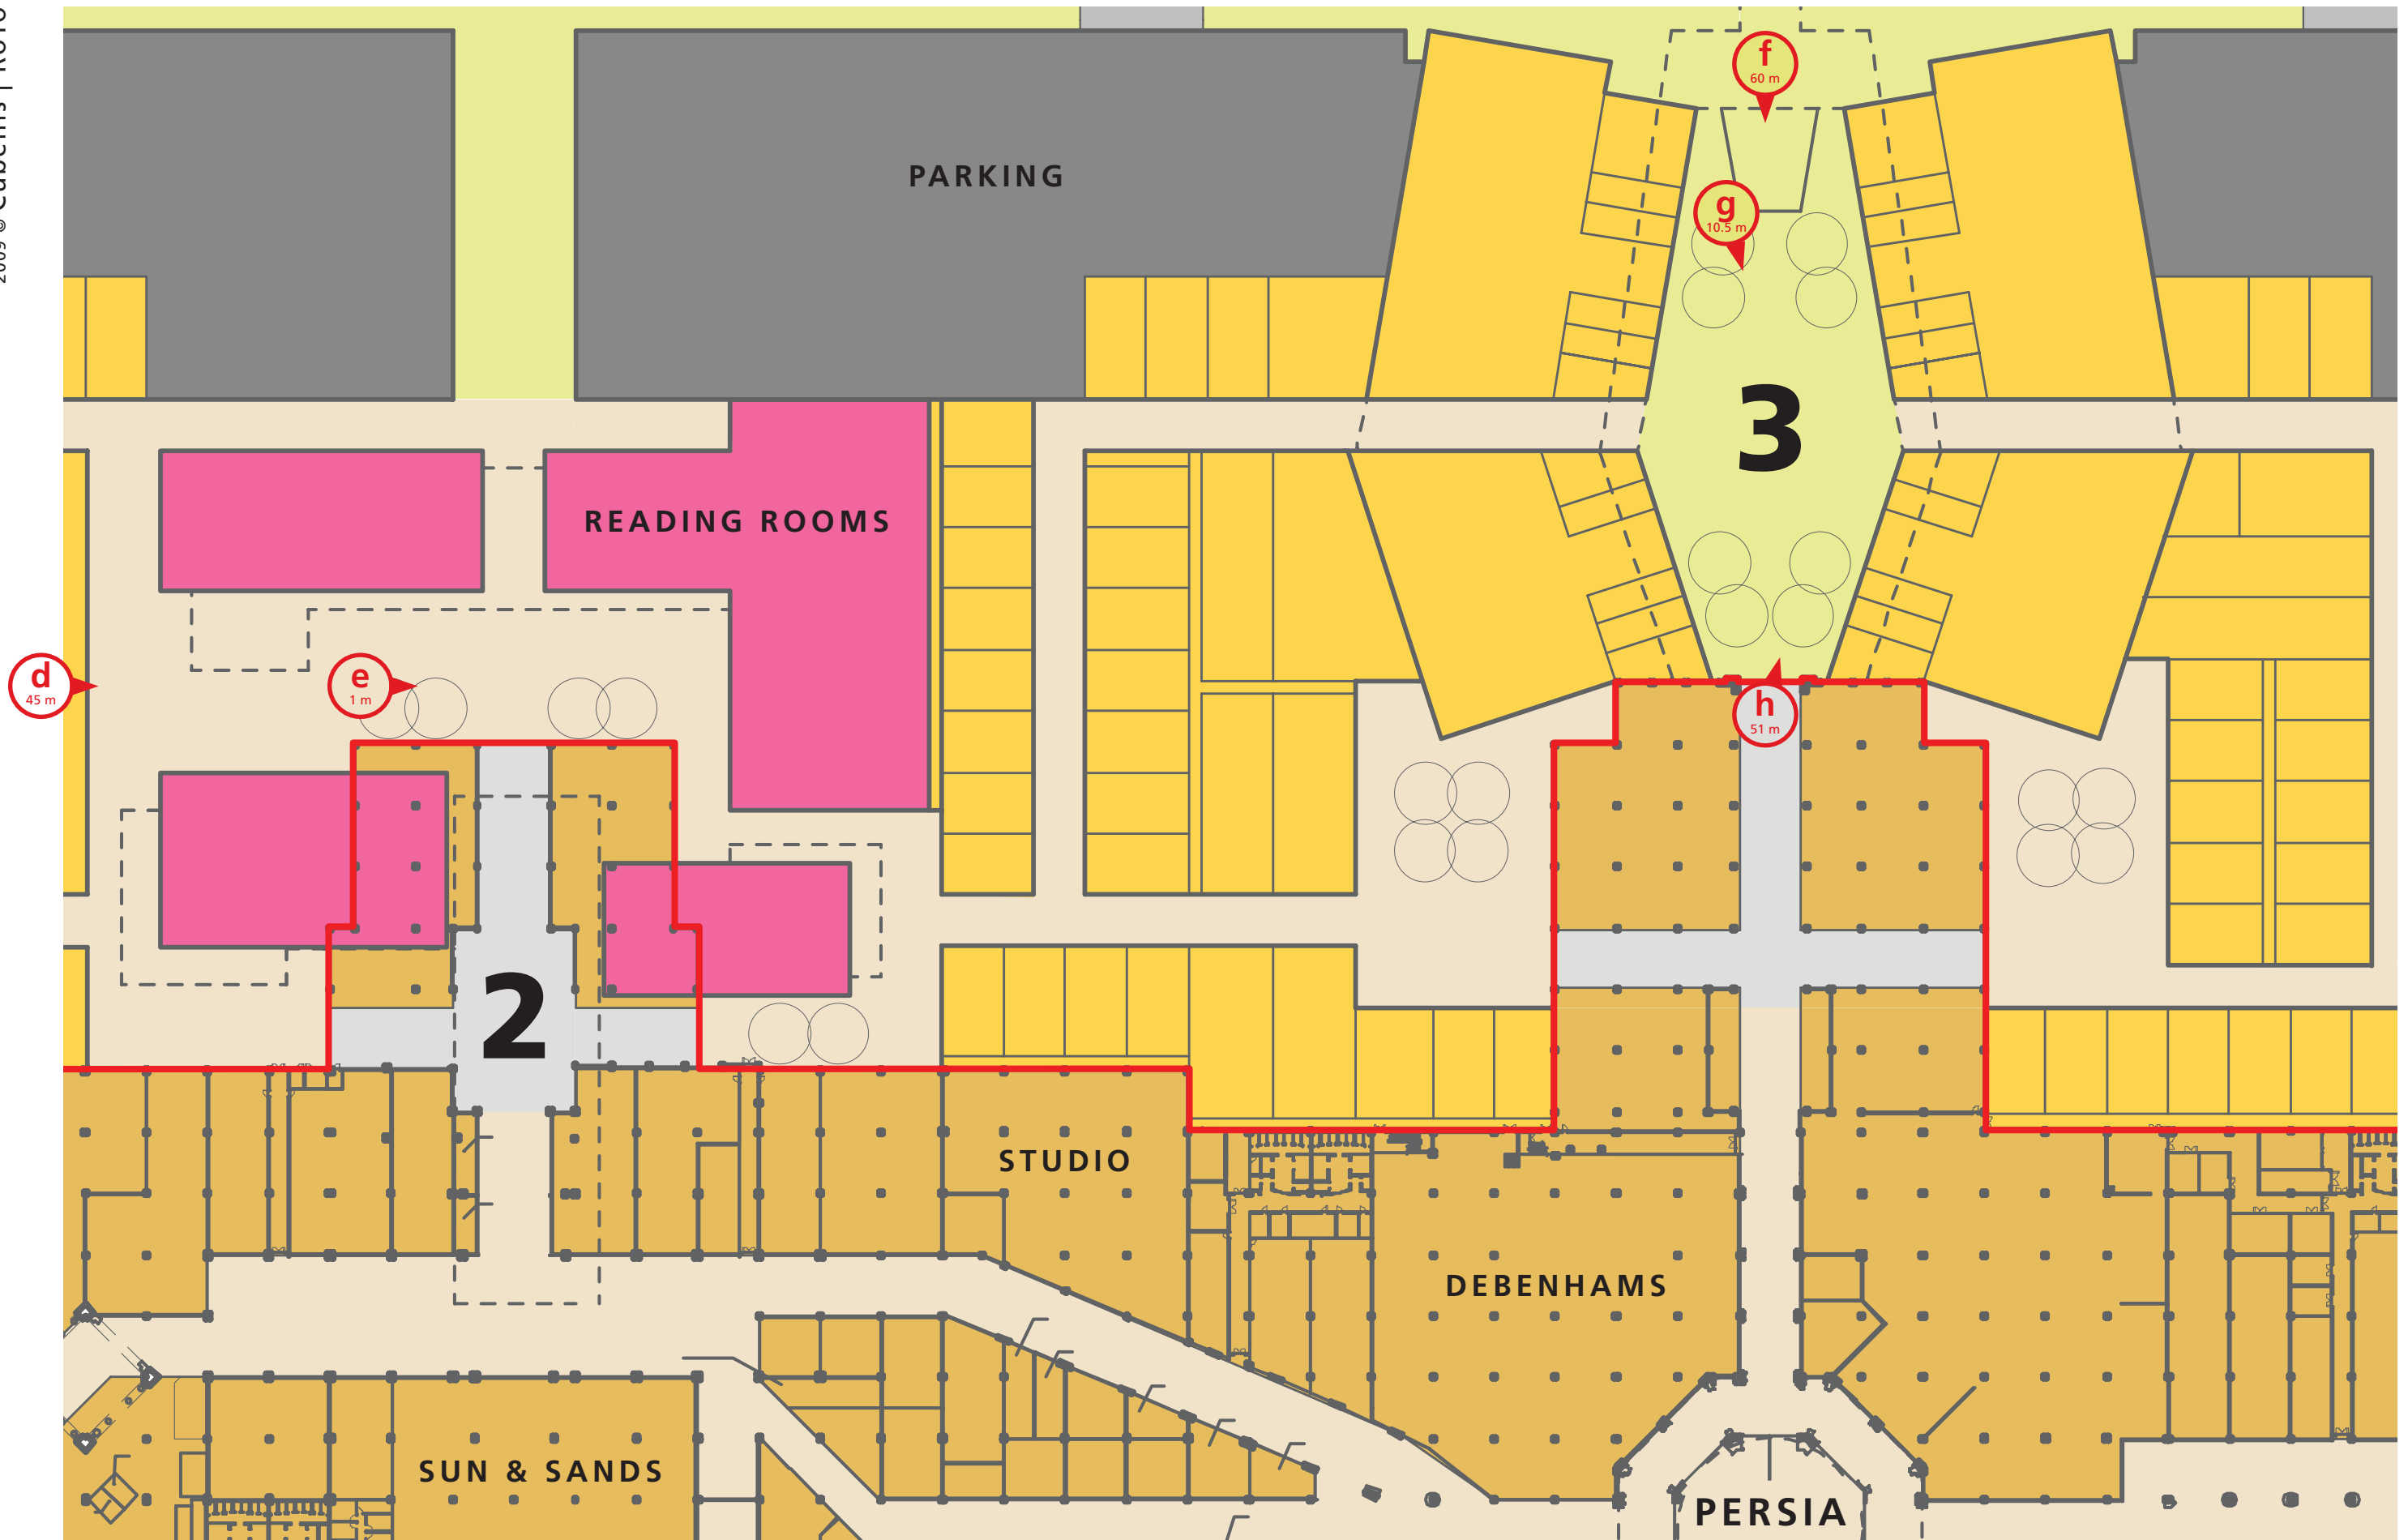 f
60 m
PARKING
g
10.5 m
3
READING ROOMS
d
45 m
e
1 m
h
51 m
2
STUDIO
DEBENHAMS
SUN & SANDS
PERSIA